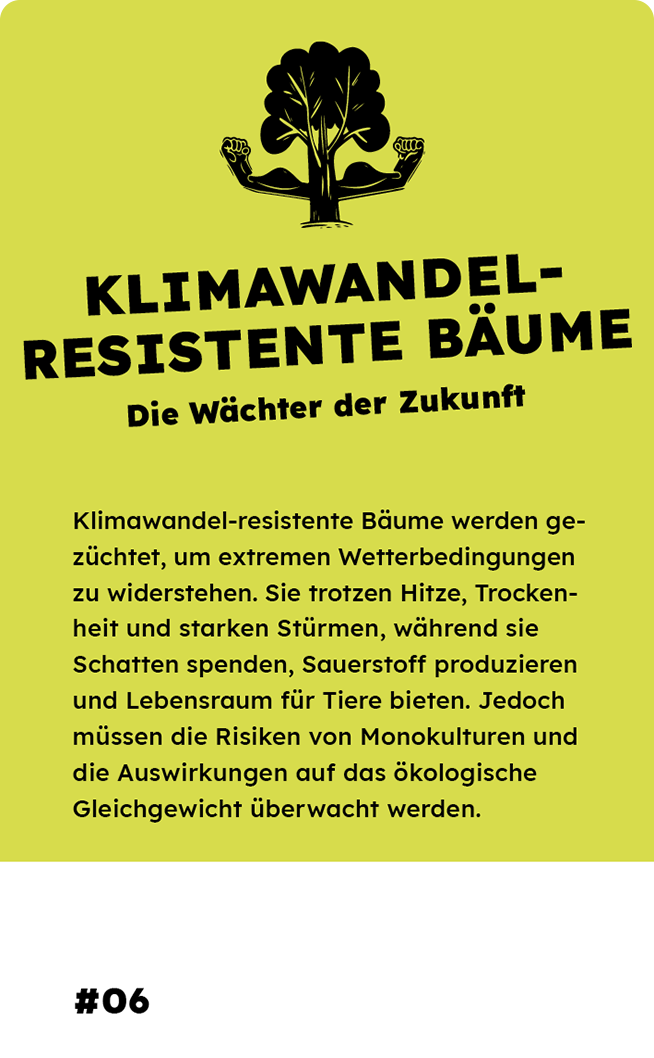 KLIMAWANDEL-
RESISTENTE BÄUME
Die Wächter der Zukunft
Klimawandel-resistente Bäume werden ge-
züchtet, um extremen Wetterbedingungen
zu widerstehen. Sie trotzen Hitze, Trocken-
heit und starken Stürmen, während sie
Schatten spenden, Sauerstoff produzieren
und Lebensraum für Tiere bieten. Jedoch
müssen die Risiken von Monokulturen und
die Auswirkungen auf das ökologische
Gleichgewicht überwacht werden.
#06